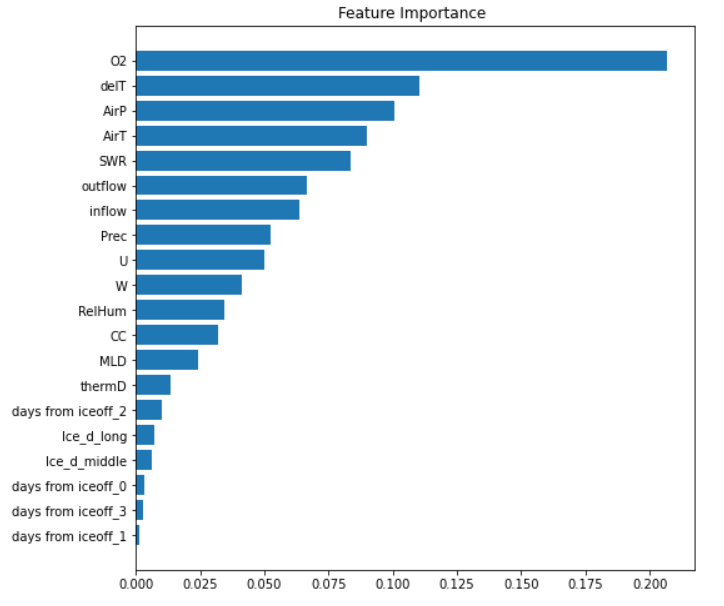 Feature Importance
O2
delT
AirP
AirT
SWR
outflow
inflow
Prec
U
W
RelHum
CC
MLD
thermD
days from iceoff_2
Ice_d_long
Ice_d_middle
days from iceoff_0
days from iceoff_3
days from iceoff_1
0.000 0.025 0.050 0.075 0.100 0.125 0.150 0.175 0.200